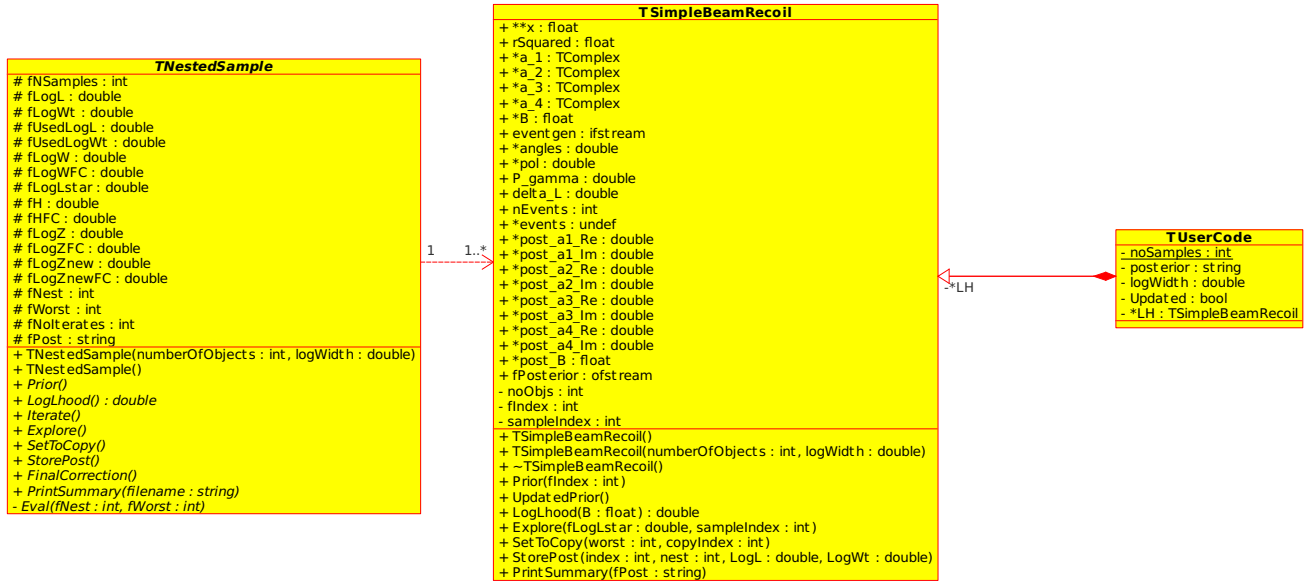 TNestedSample
# fNSamples : int
# fLogL : double
# fLogWt : double
# fUsedLogL : double
# fUsedLogWt : double
# fLogW : double
# fLogWFC : double
# fLogLstar : double
# fH : double
# fHFC : double
# fLogZ : double
# fLogZFC : double
# fLogZnew : double
# fLogZnewFC : double
# fNest : int
# fWorst : int
# fNoIterates : int
# fPost : string
+ TNestedSample(numberOfObjects : int, logWidth : double)
+ TNestedSample()
+ Prior()
+ LogLhood() : double
+ Iterate()
+ Explore()
+ SetToCopy()
+ StorePost()
+ FinalCorrection()
+ PrintSummary(filename : string)
- Eval(fNest : int, fWorst : int)
1 1..*
TSimpleBeamRecoil
+ **x : float
+ rSquared : float
+ *a_1 : TComplex
+ *a_2 : TComplex
+ *a_3 : TComplex
+ *a_4 : TComplex
+ *B : float
+ eventgen : ifstream
+ *angles : double
+ *pol : double
+ P_gamma : double
+ delta_L : double
+ nEvents : int
+ *events : undef
+ *post_a1_Re : double
+ *post_a1_Im : double
+ *post_a2_Re : double
+ *post_a2_Im : double
+ *post_a3_Re : double
+ *post_a3_Im : double
+ *post_a4_Re : double
+ *post_a4_Im : double
+ *post_B : float
+ fPosterior : ofstream
- noObjs : int
- fIndex : int
- sampleIndex : int
+ TSimpleBeamRecoil()
+ TSimpleBeamRecoil(numberOfObjects : int, logWidth : double)
+ ~TSimpleBeamRecoil()
+ Prior(fIndex : int)
+ UpdatedPrior()
+ LogLhood(B : float) : double
+ Explore(fLogLstar : double, sampleIndex : int)
+ SetToCopy(worst : int, copyIndex : int)
+ StorePost(index : int, nest : int, LogL : double, LogWt : double)
+ PrintSummary(fPost : string)
-*LH
TUserCode
- noSamples : int
- posterior : string
- logWidth : double
- Updated : bool
- *LH : TSimpleBeamRecoil